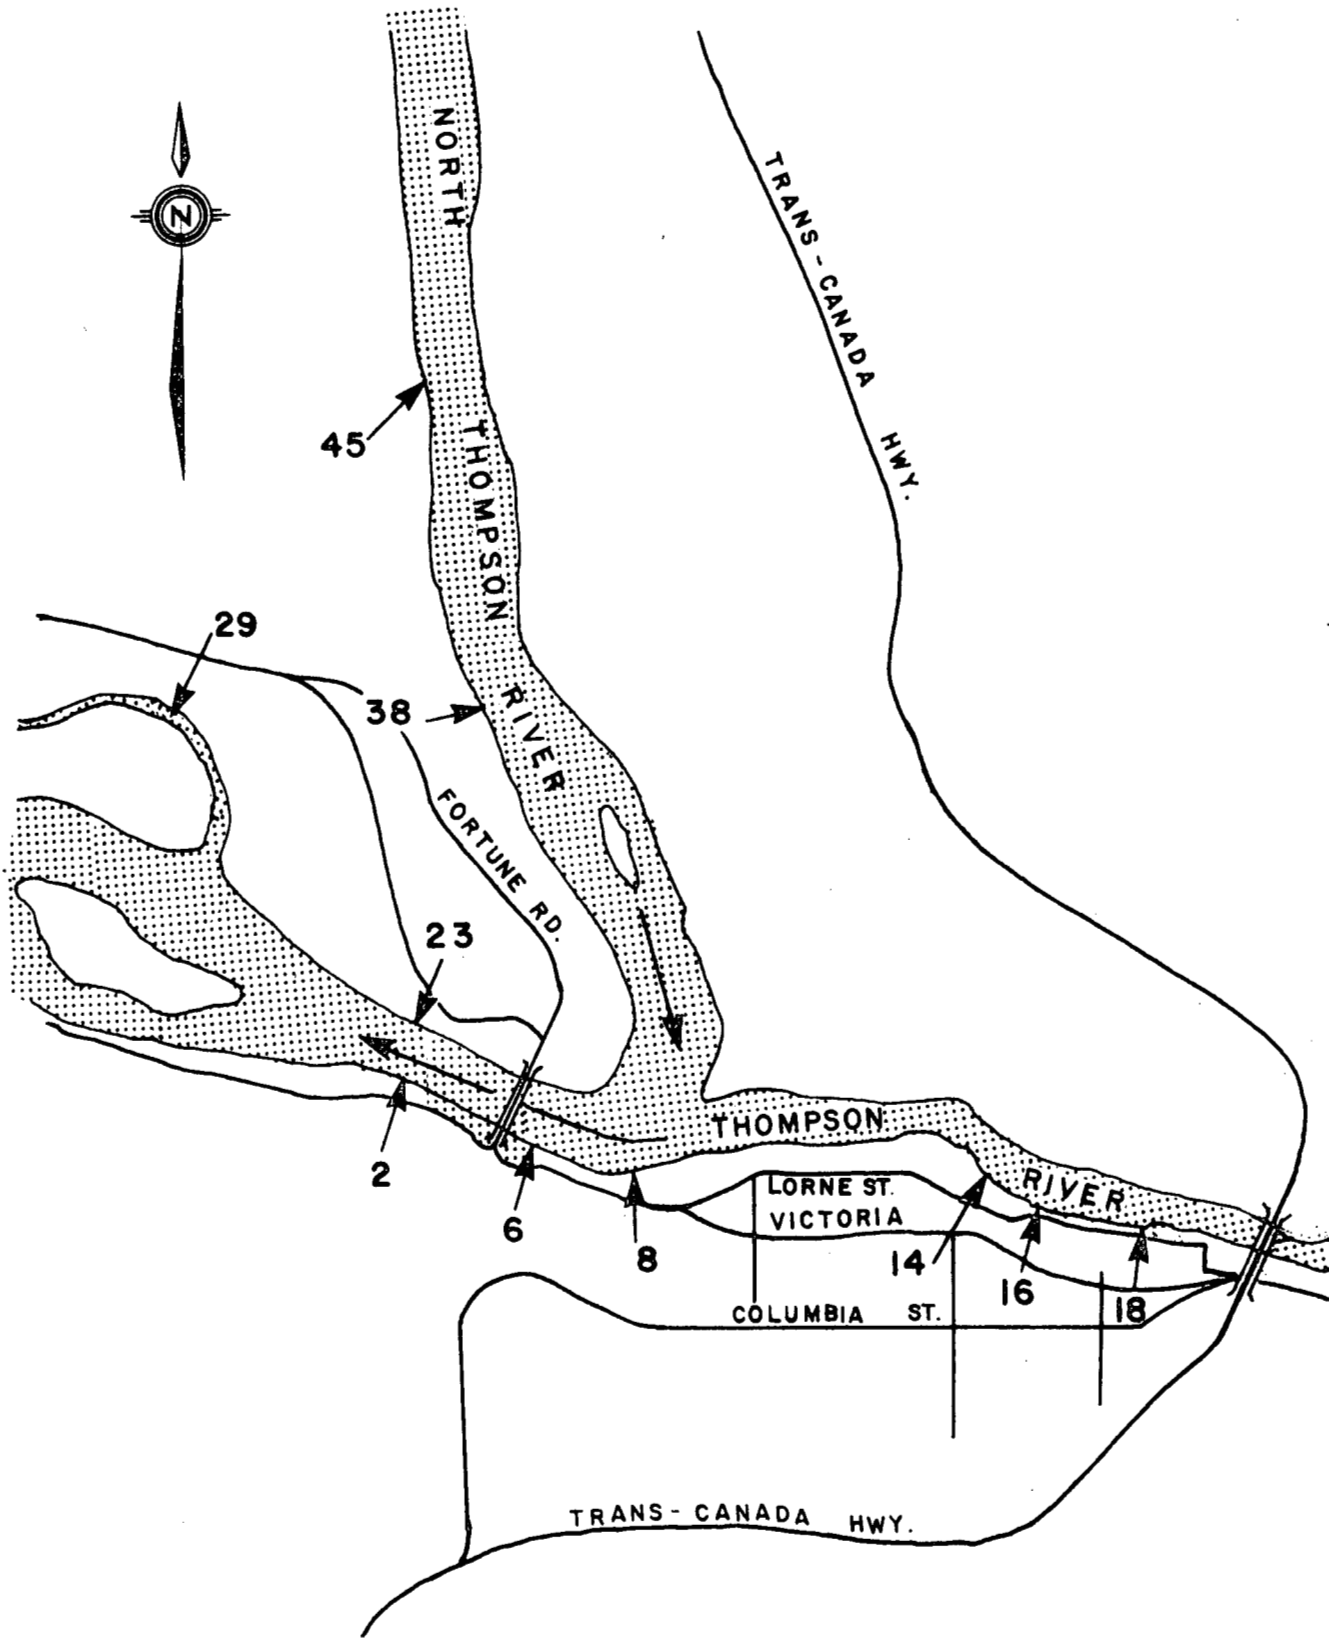 NORTH
TRANS-CANADA HWY.
N
45
THOMPSON
29
38
RIVER
FORTUNE RD.
23
THOMPSON
2
6
8
LORNE ST.
RIVER
VICTORIA
14
16
18
COLUMBIA ST.
TRANS-CANADA HWY.